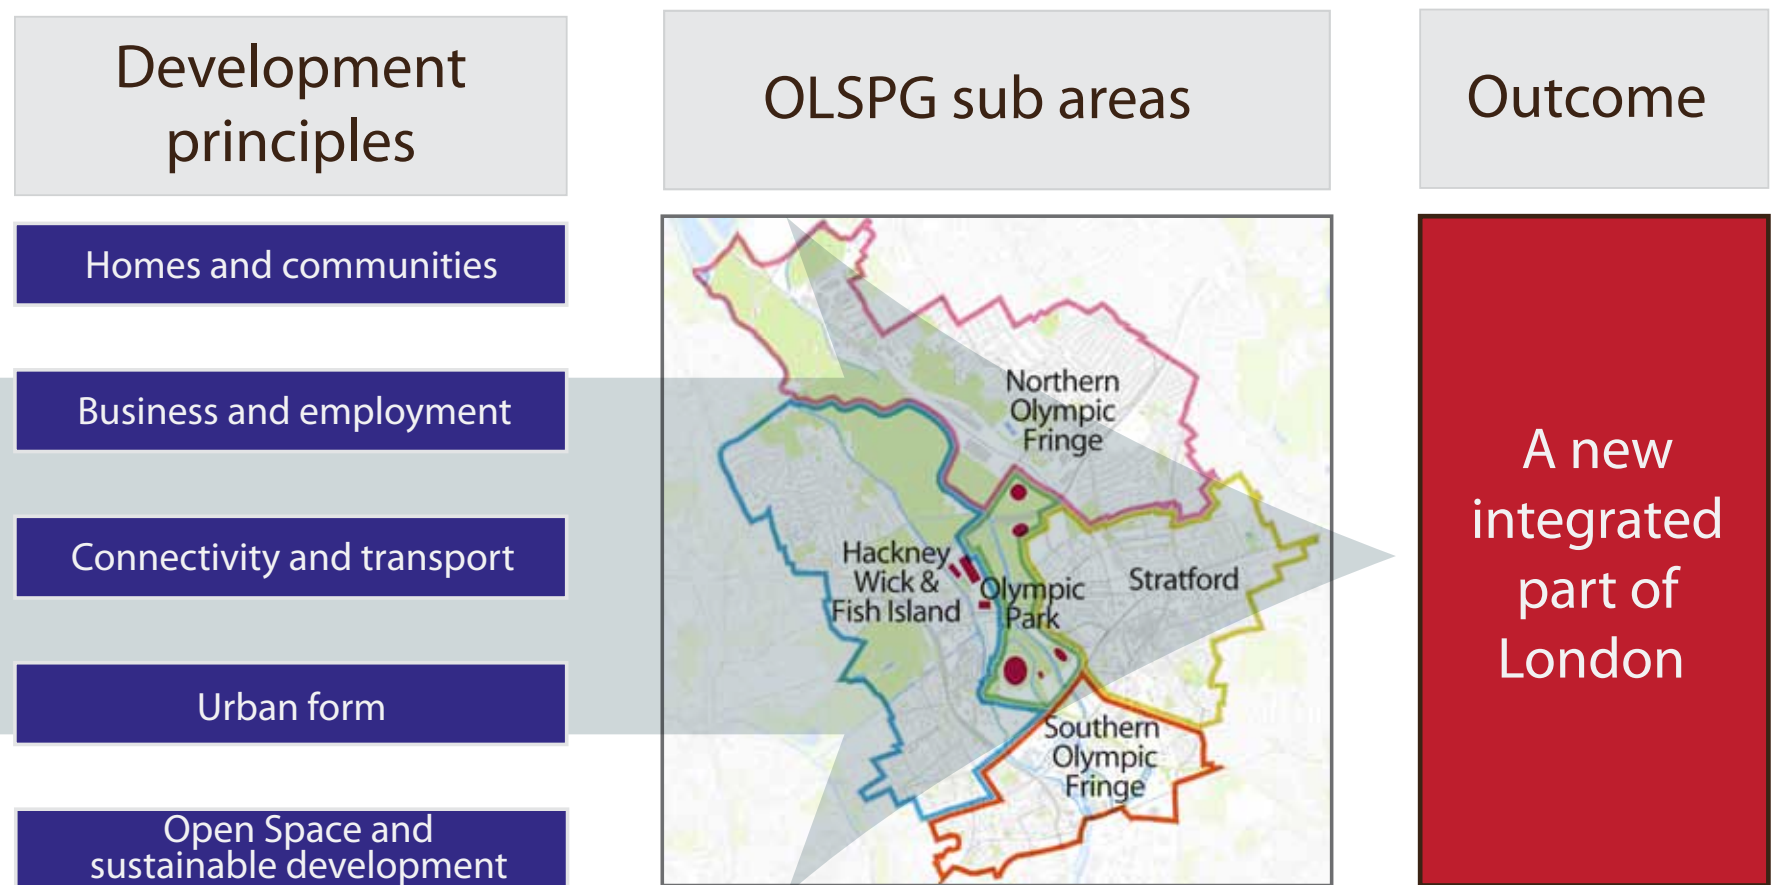 Development
principles
OLSPG sub areas
Outcome
Homes and communities
Business and employment
Connectivity and transport
Urban form
Open Space and
sustainable development
Northern
Olympic
Fringe
Hackney
Wick &
Fish Island
Olympic
Park
Stratford
Southern
Olympic
Fringe
A new
integrated
part of
London